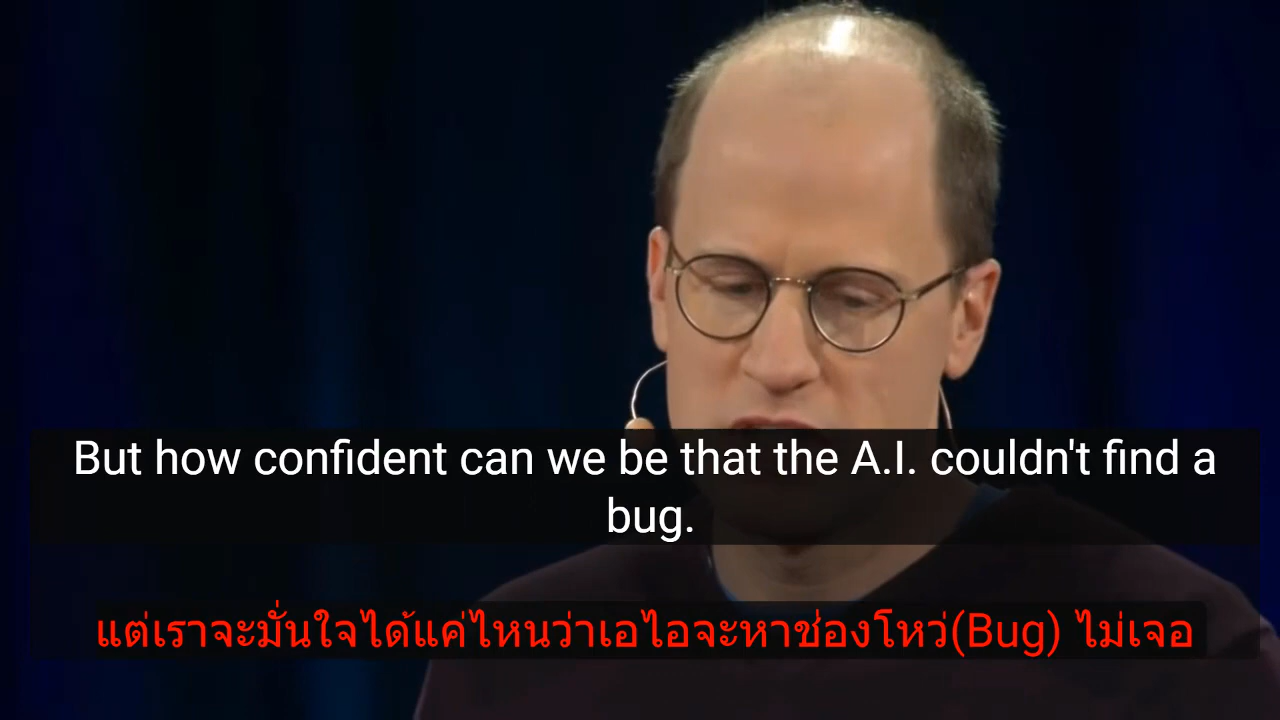 But how confident can we be that the A.I. couldn't find a
bug.
แต่เราจะมั่นใจได้แค่ไหนว่าเอไอจะหาช่องโหว่(Bug) ไม่เจอ